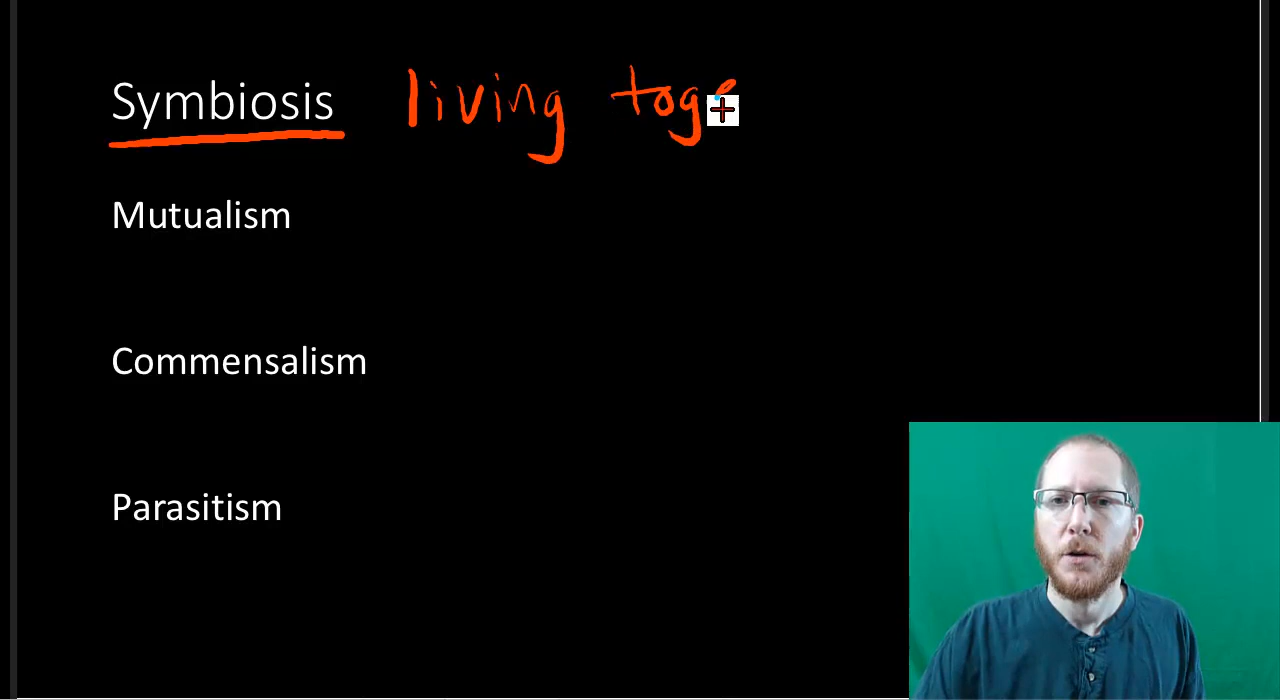 Symbiosis living toge
Mutualism
Commensalism
Parasitism